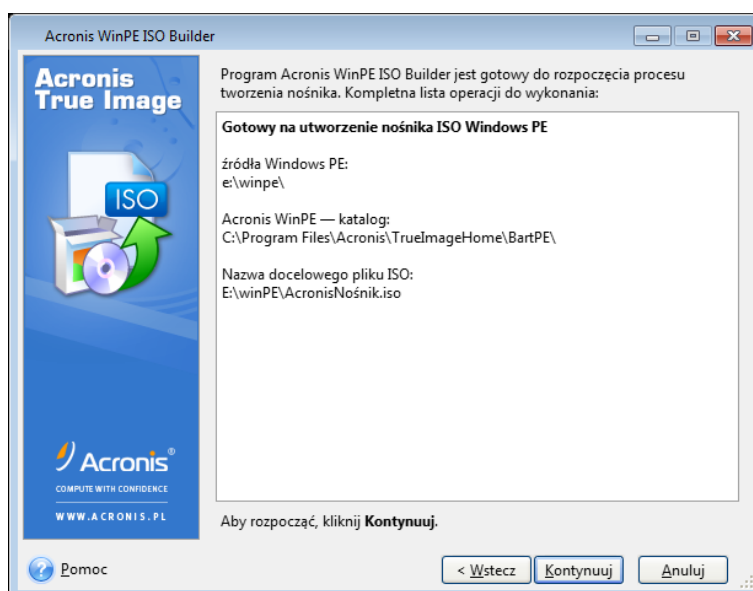 Acronis WinPE ISO Builder
Acronis
True Image
Program Acronis WinPE ISO Builder jest gotowy do rozpoczęcia procesu
tworzenia nośnika. Kompletna lista operacji do wykonania:
Gotowy na utworzenie nośnika ISO Windows PE
źródła Windows PE:
e:\winpe\
Acronis WinPE — katalog:
C:\Program Files\Acronis\TrueImageHome\BartPE\
Nazwa docelowego pliku ISO:
E:\winPE\AcronisNośnik.iso
ISO
Acronis®
COMPUTE WITH CONFIDENCE
WWW.ACRONIS.PL
Aby rozpocząć, kliknij Kontynuuj.
Pomoc
< Wstecz
Kontynuuj
Anuluj